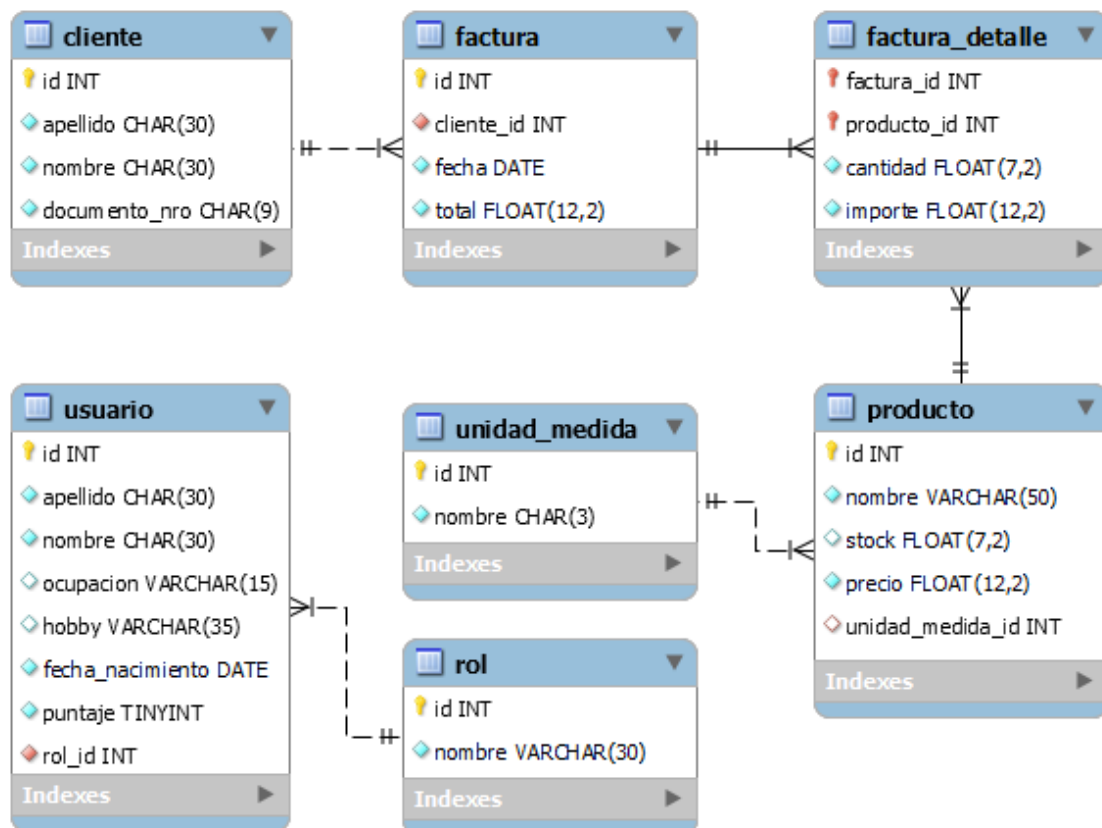 cliente
id INT
apellido CHAR(30)
nombre CHAR(30)
documento_nro CHAR(9)
Indexes
factura
id INT
cliente_id INT
fecha DATE
total FLOAT(12,2)
Indexes
factura_detalle
factura_id INT
producto_id INT
cantidad FLOAT(7,2)
importe FLOAT(12,2)
Indexes
usuario
id INT
apellido CHAR(30)
nombre CHAR(30)
ocupacion VARCHAR(15)
hobby VARCHAR(35)
fecha_nacimiento DATE
puntaje TINYINT
rol_id INT
Indexes
unidad_medida
id INT
nombre CHAR(3)
Indexes
rol
id INT
nombre VARCHAR(30)
Indexes
producto
id INT
nombre VARCHAR(50)
stock FLOAT(7,2)
precio FLOAT(12,2)
unidad_medida_id INT
Indexes